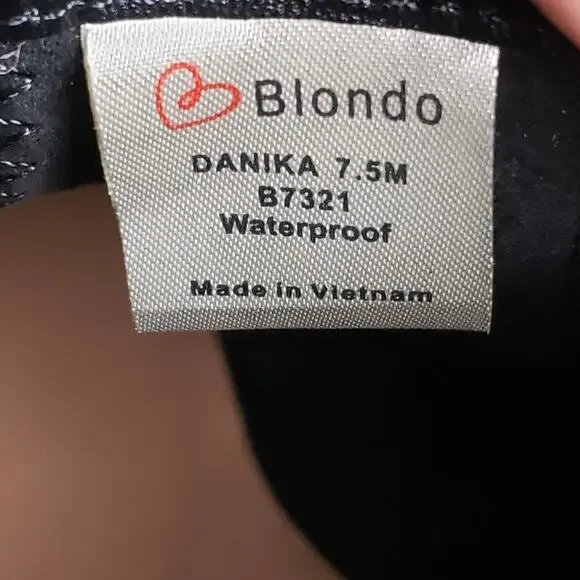 Blondo
DANIKA 7.5M
B7321
Waterproof
Made in Vietnam